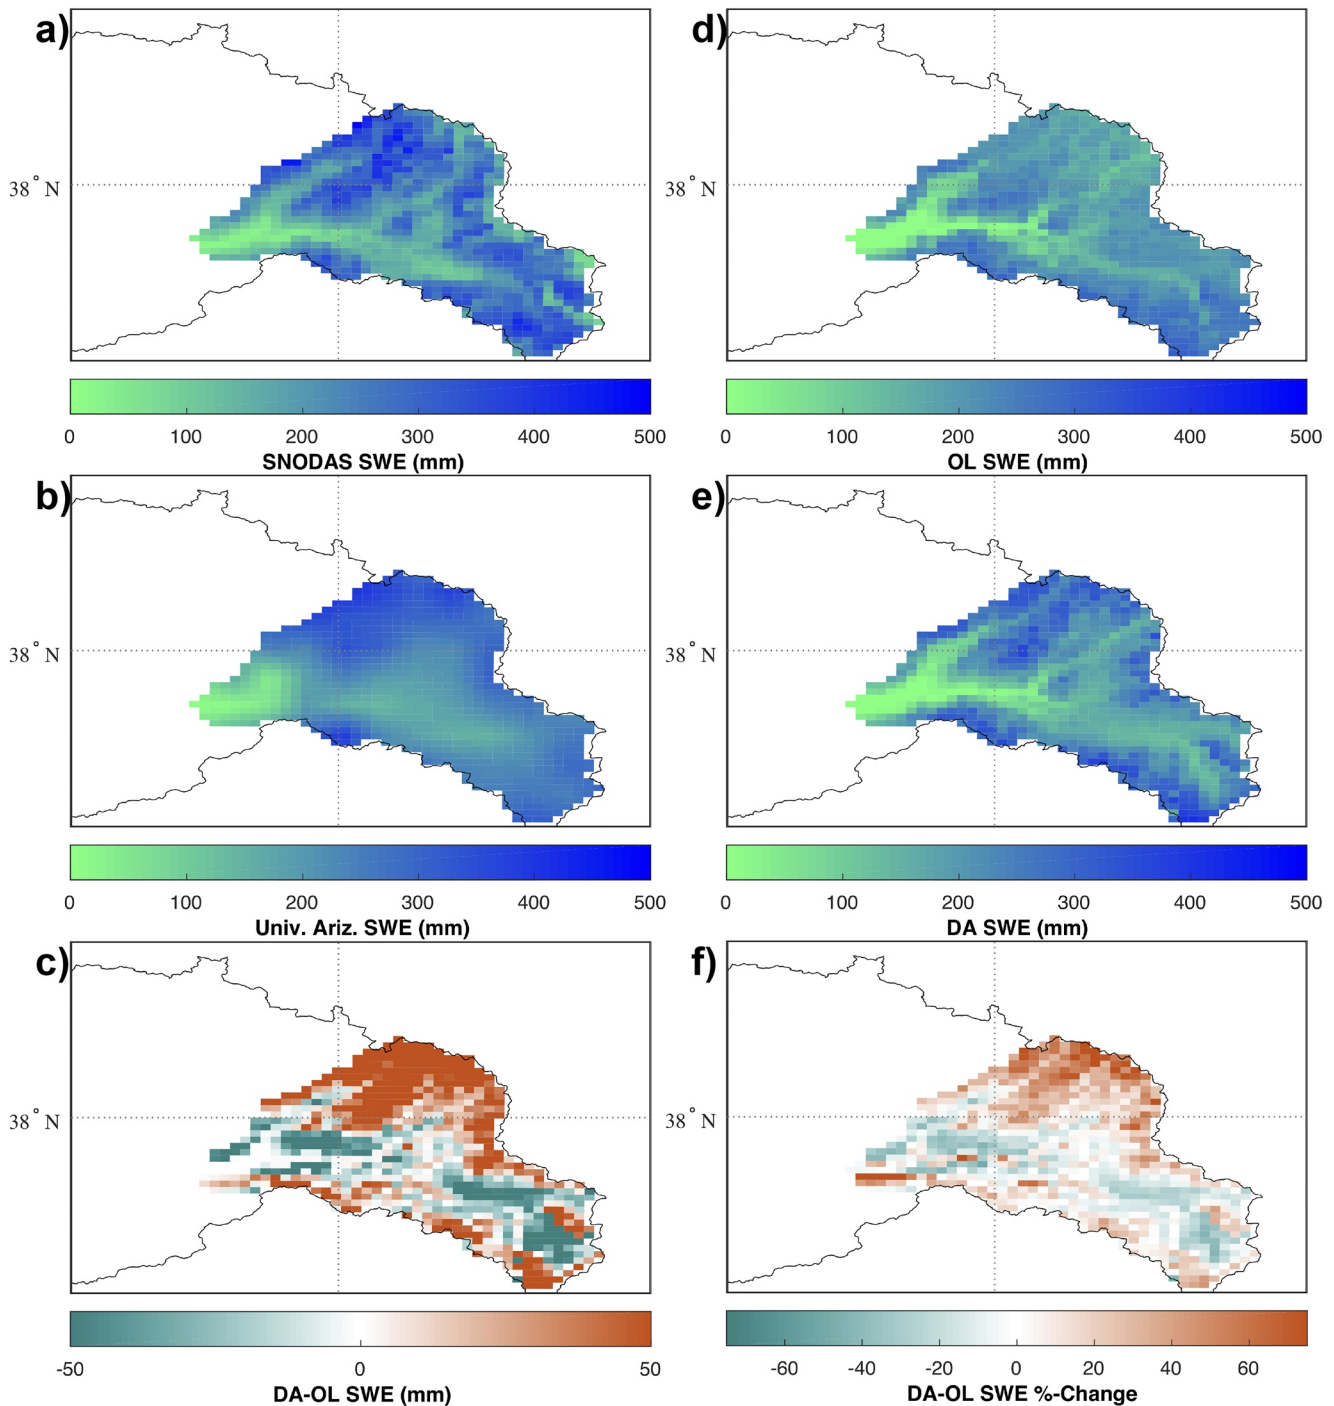 a)
38° N
0 100 200 300 400 500
SNODAS SWE (mm)
d)
38° N
0 100 200 300 400 500
OL SWE (mm)
b)
38° N
0 100 200 300 400 500
Univ. Ariz. SWE (mm)
e)
38° N
0 100 200 300 400 500
DA SWE (mm)
c)
38° N
-50 0 50
DA-OL SWE (mm)
f)
38° N
-60 -40 -20 0 20 40 60
DA-OL SWE %-Change